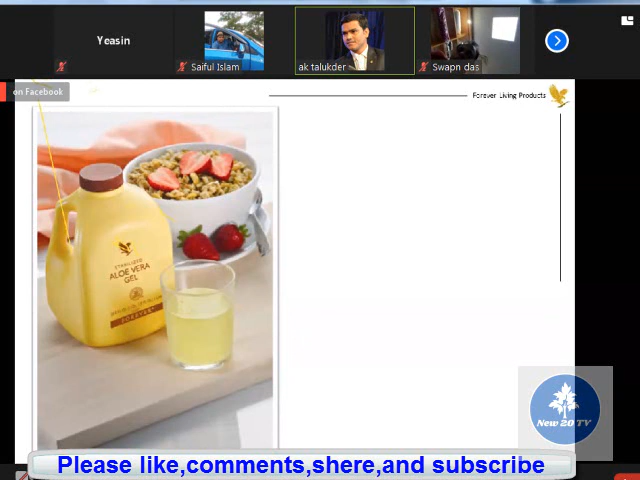 Yeasin
Saiful Islam
ak talukder
Swapn das
on Facebook
Forever Living Products
STABILIZED
ALOE VERA
GEL
FOREVER
New 20 TV
Please like,comments,shere,and subscribe